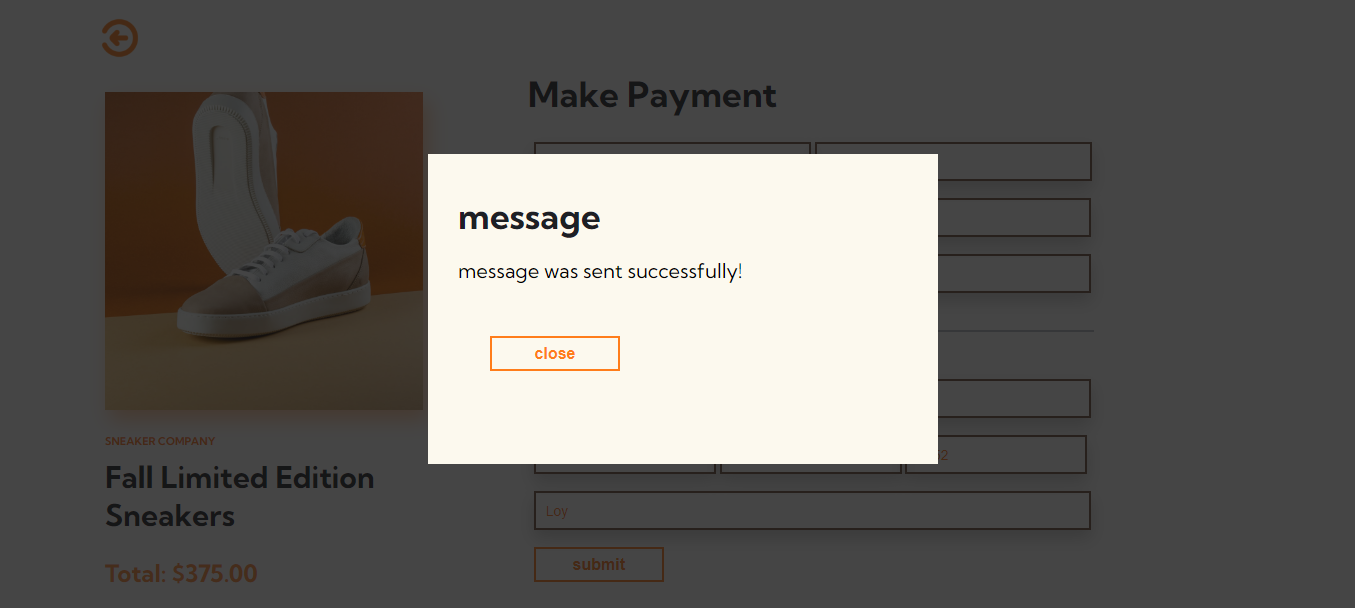 Make Payment
message
message was sent successfully!
close
SNEAKER COMPANY
Fall Limited Edition
Sneakers
Total: $375.00
Loy
submit